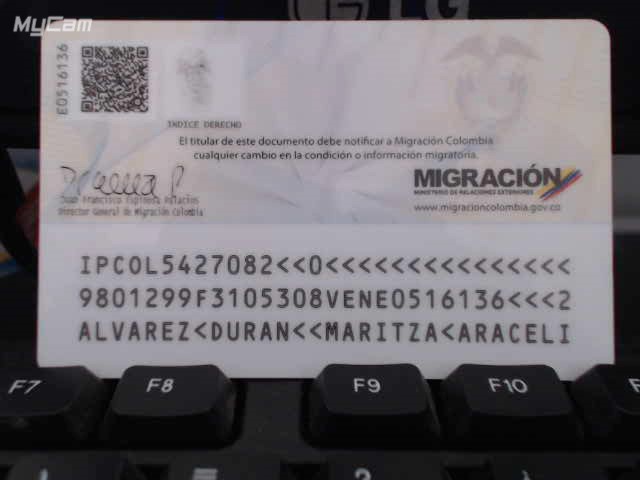 MyCam
LG
E0516136
INDICE DERECHO
El titular de este documento debe notificar a Migración Colombia
cualquier cambio en la condición o información migratoria.
Juan Francisco Espinosa Palacios
Director General de Migración Colombia
MIGRACIÓN
MINISTERIO DE RELACIONES EXTERIORES
www.migracioncolombia.gov.co
IPCOL5427082<<0<<<<<<<<<<<<<<<
9801299F3105308VENE0516136<<<2
ALVAREZ<DURAN<<MARITZA<ARACELI
F7
F8
F9
F10